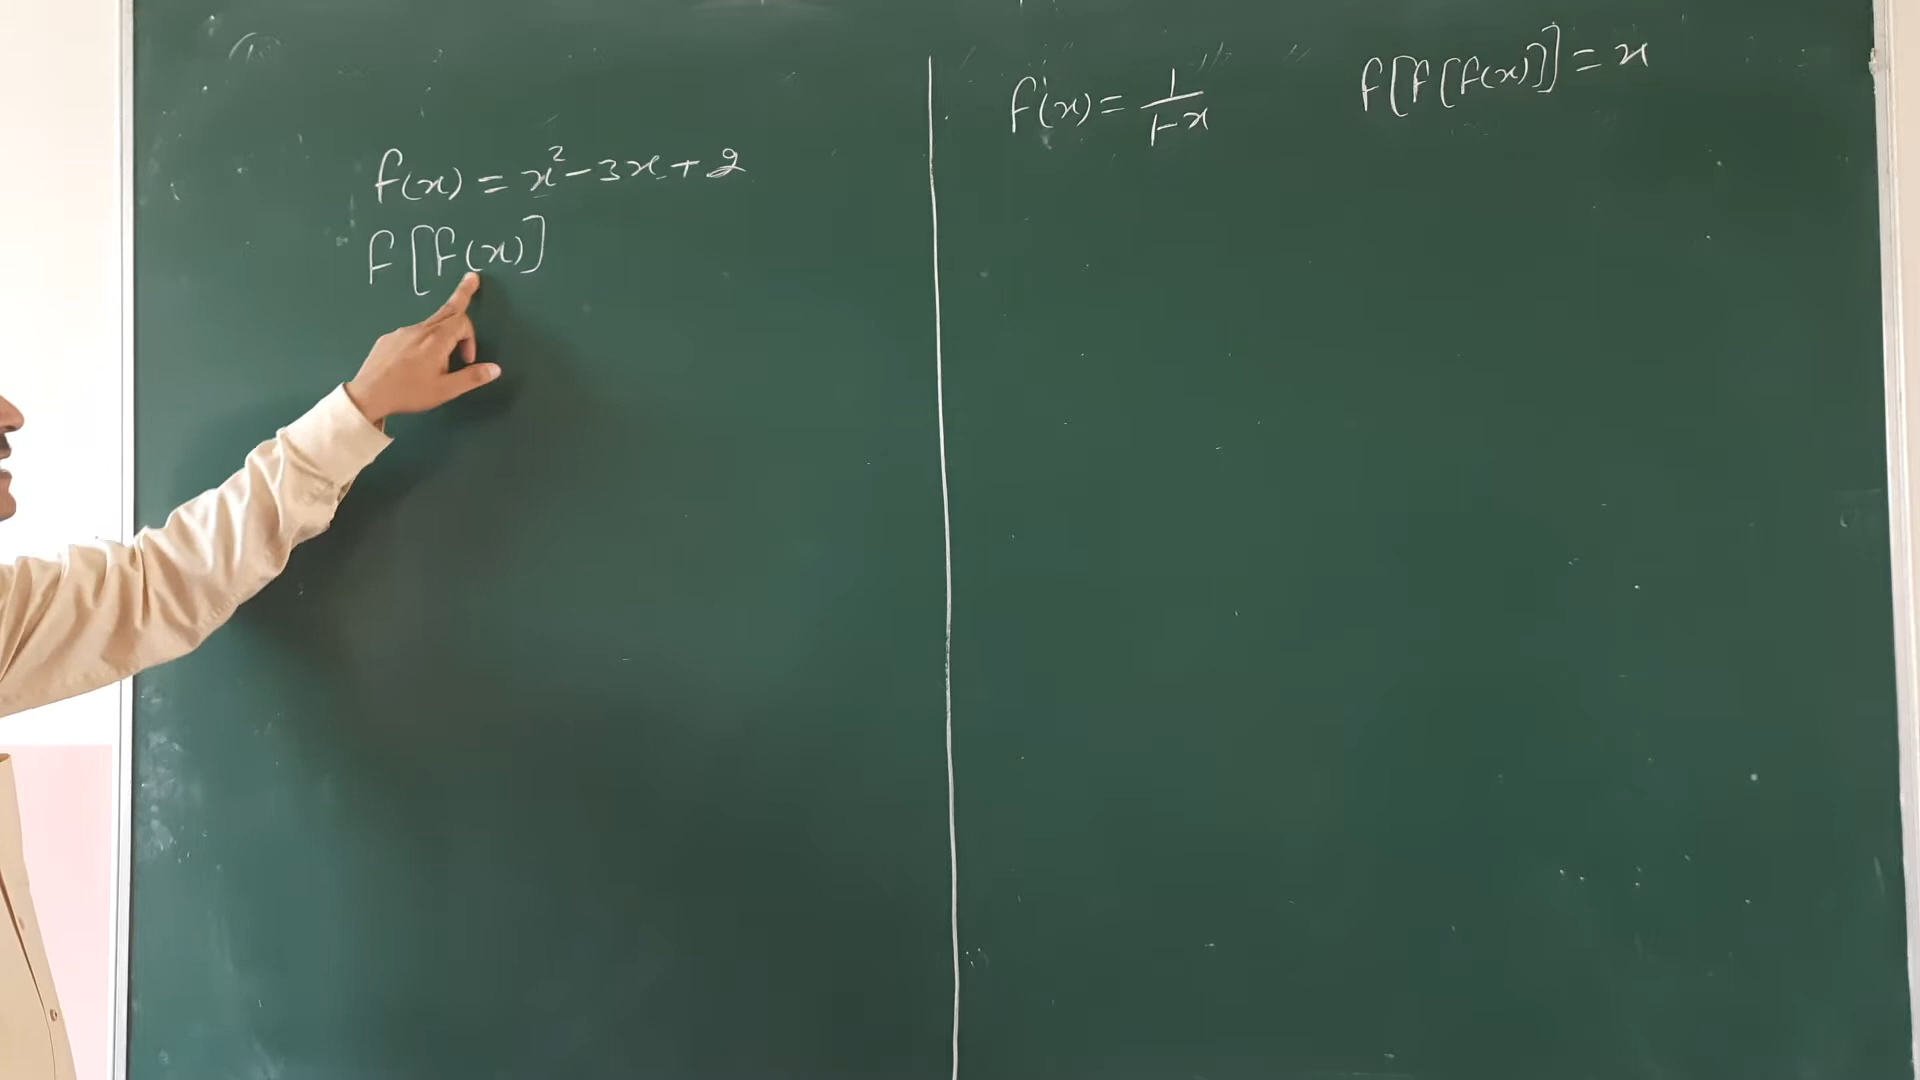 f(x) = x² - 3x + 2
f[f(x)]
f(x) = 1/1-x
f[f[f(x)]] = x